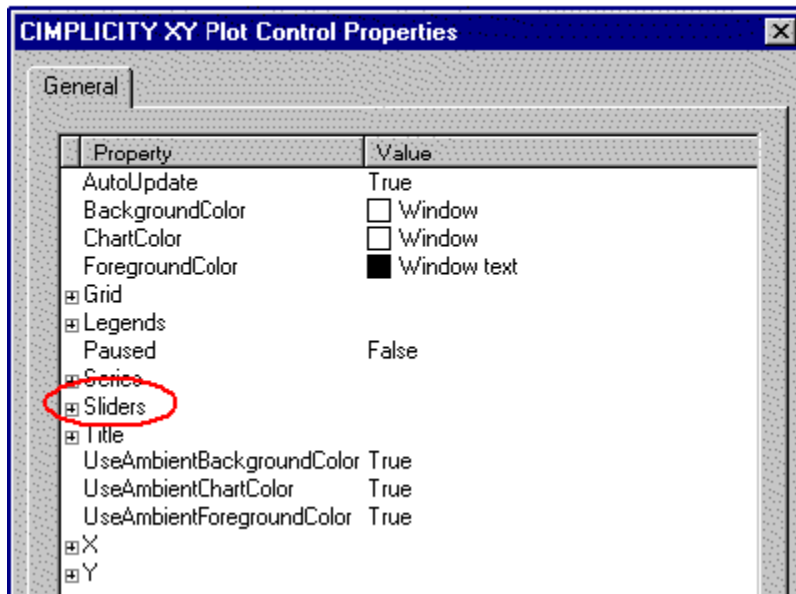 CIMPLICITY XY Plot Control Properties
General
Property Value
AutoUpdate True
BackgroundColor Window
ChartColor Window
ForegroundColor Window text
Grid
Legends
Paused False
Series
Sliders
Title
UseAmbientBackgroundColor True
UseAmbientChartColor True
UseAmbientForegroundColor True
X
Y